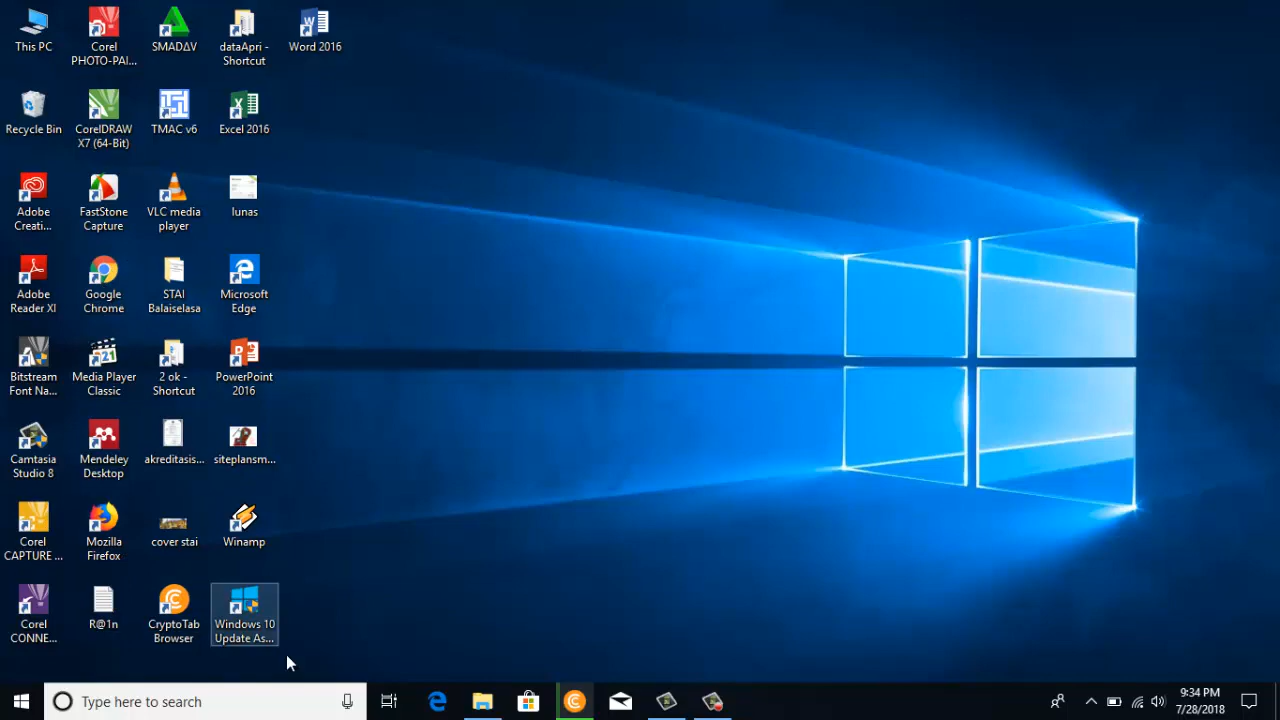 This PC
Corel
PHOTO-PAI...
SMADΔV
dataApri -
Shortcut
Word 2016
Recycle Bin
CorelDRAW
X7 (64-Bit)
TMAC v6
Excel 2016
Adobe
Creati...
FastStone
Capture
VLC media
player
lunas
Adobe
Reader XI
Google
Chrome
STAI
Balaiselasa
Microsoft
Edge
Bitstream
Font Na...
Media Player
Classic
2 ok -
Shortcut
PowerPoint
2016
Camtasia
Studio 8
Mendeley
Desktop
akreditasis...
siteplansm...
Corel
CAPTURE ...
Mozilla
Firefox
cover stai
Winamp
Corel
CONNE...
R@1n
CryptoTab
Browser
Windows 10
Update As...
Type here to search
9:34 PM
7/28/2018